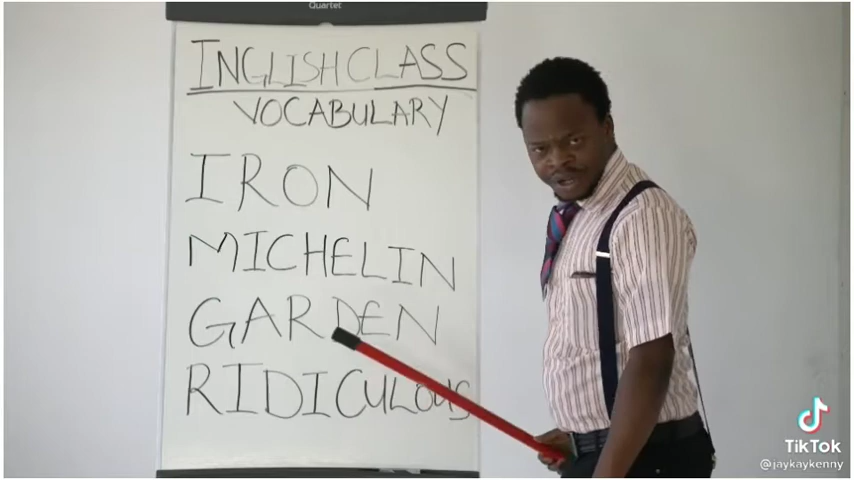 Quartet
INGLISH CLASS
VOCABULARY
IRON
MICHELIN
GARDEN
RIDICULOUS
TikTok
@jaykaykenny